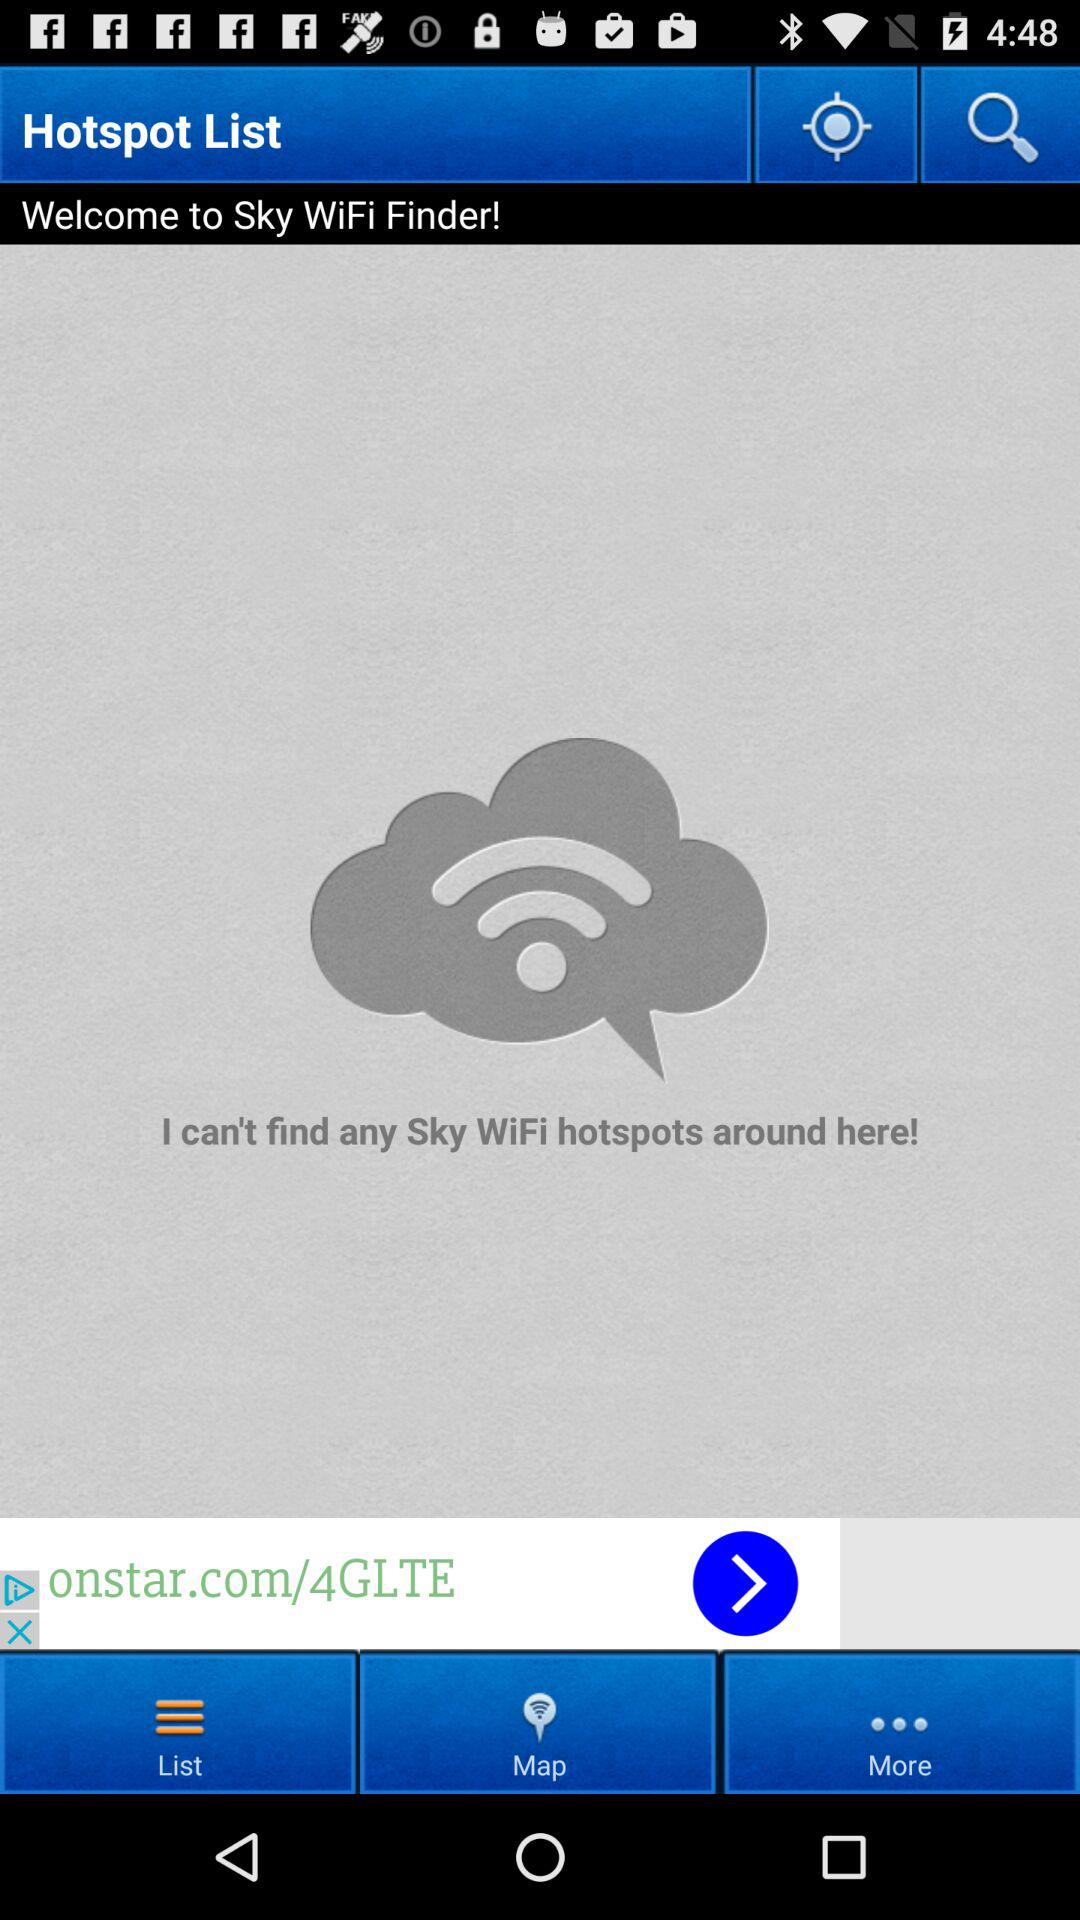 FAKE
4:48
Hotspot List
Welcome to Sky WiFi Finder!
I can't find any Sky WiFi hotspots around here!
onstar.com/4GLTE
List
Map
More